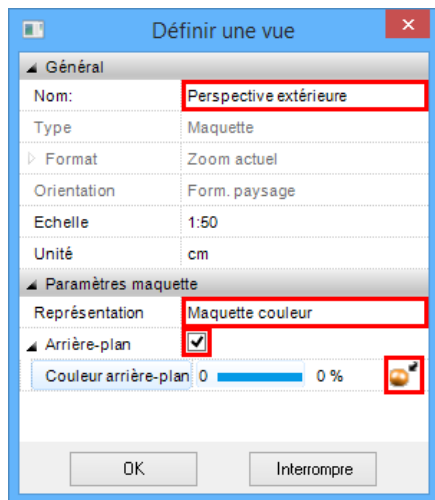 Définir une vue
Général
Nom: Perspective extérieure
Type Maquette
Format Zoom actuel
Orientation Form. paysage
Echelle 1:50
Unité cm
Paramètres maquette
Représentation Maquette couleur
Arrière-plan
Couleur arrière-plan 0 0 %
OK Interrompre